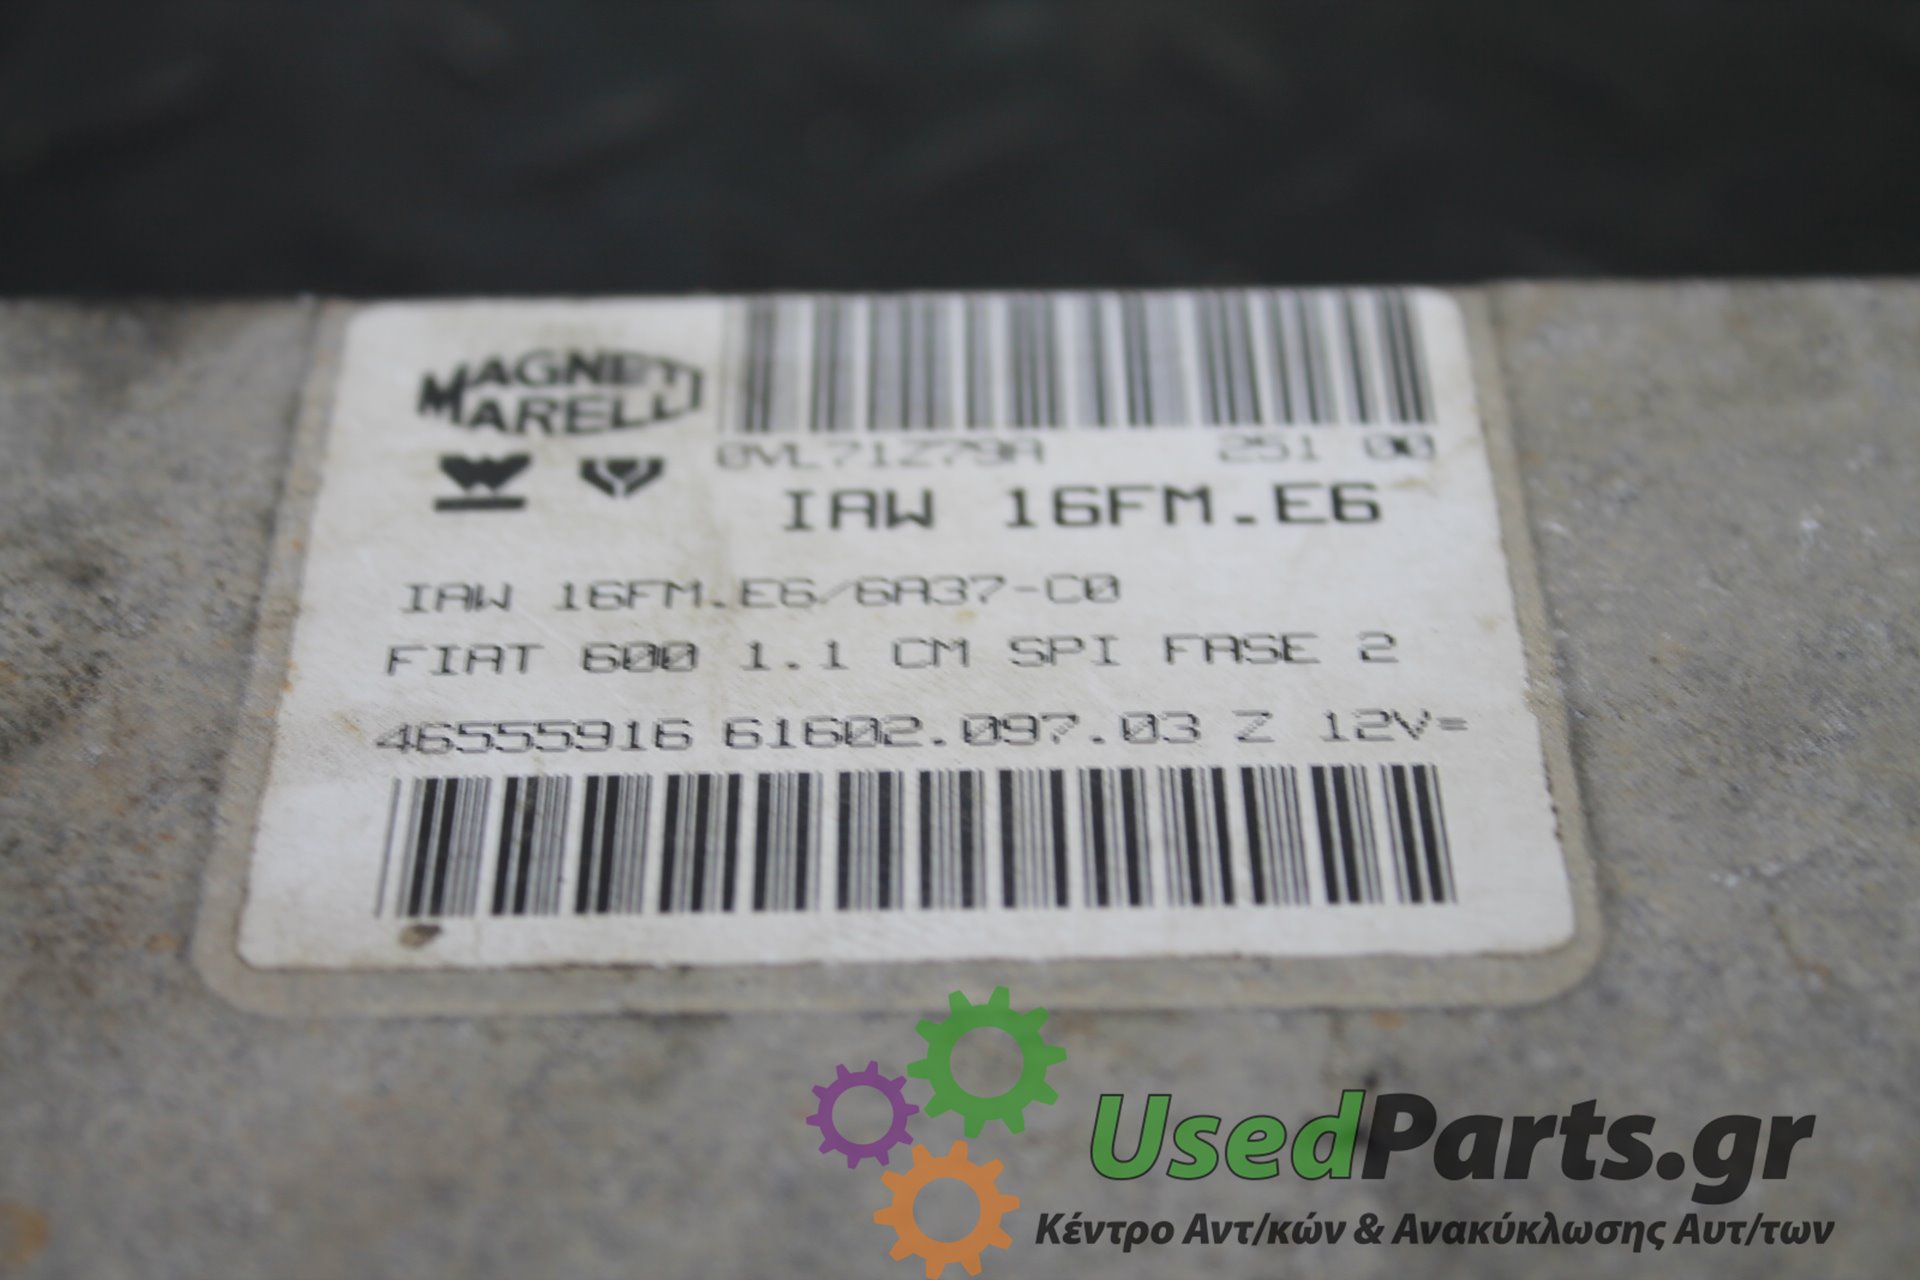 MAGNETI
MARELLI
0VL71Z79A 251 00
IAW 16FM.E6
IAW 16FM.E6/6A37-C0
FIAT 600 1.1 CM SPI FASE 2
46555916 61602.097.03 Z 12V=
UsedParts.gr
Κέντρο Αντ/κών & Ανακύκλωσης Αυτ/των